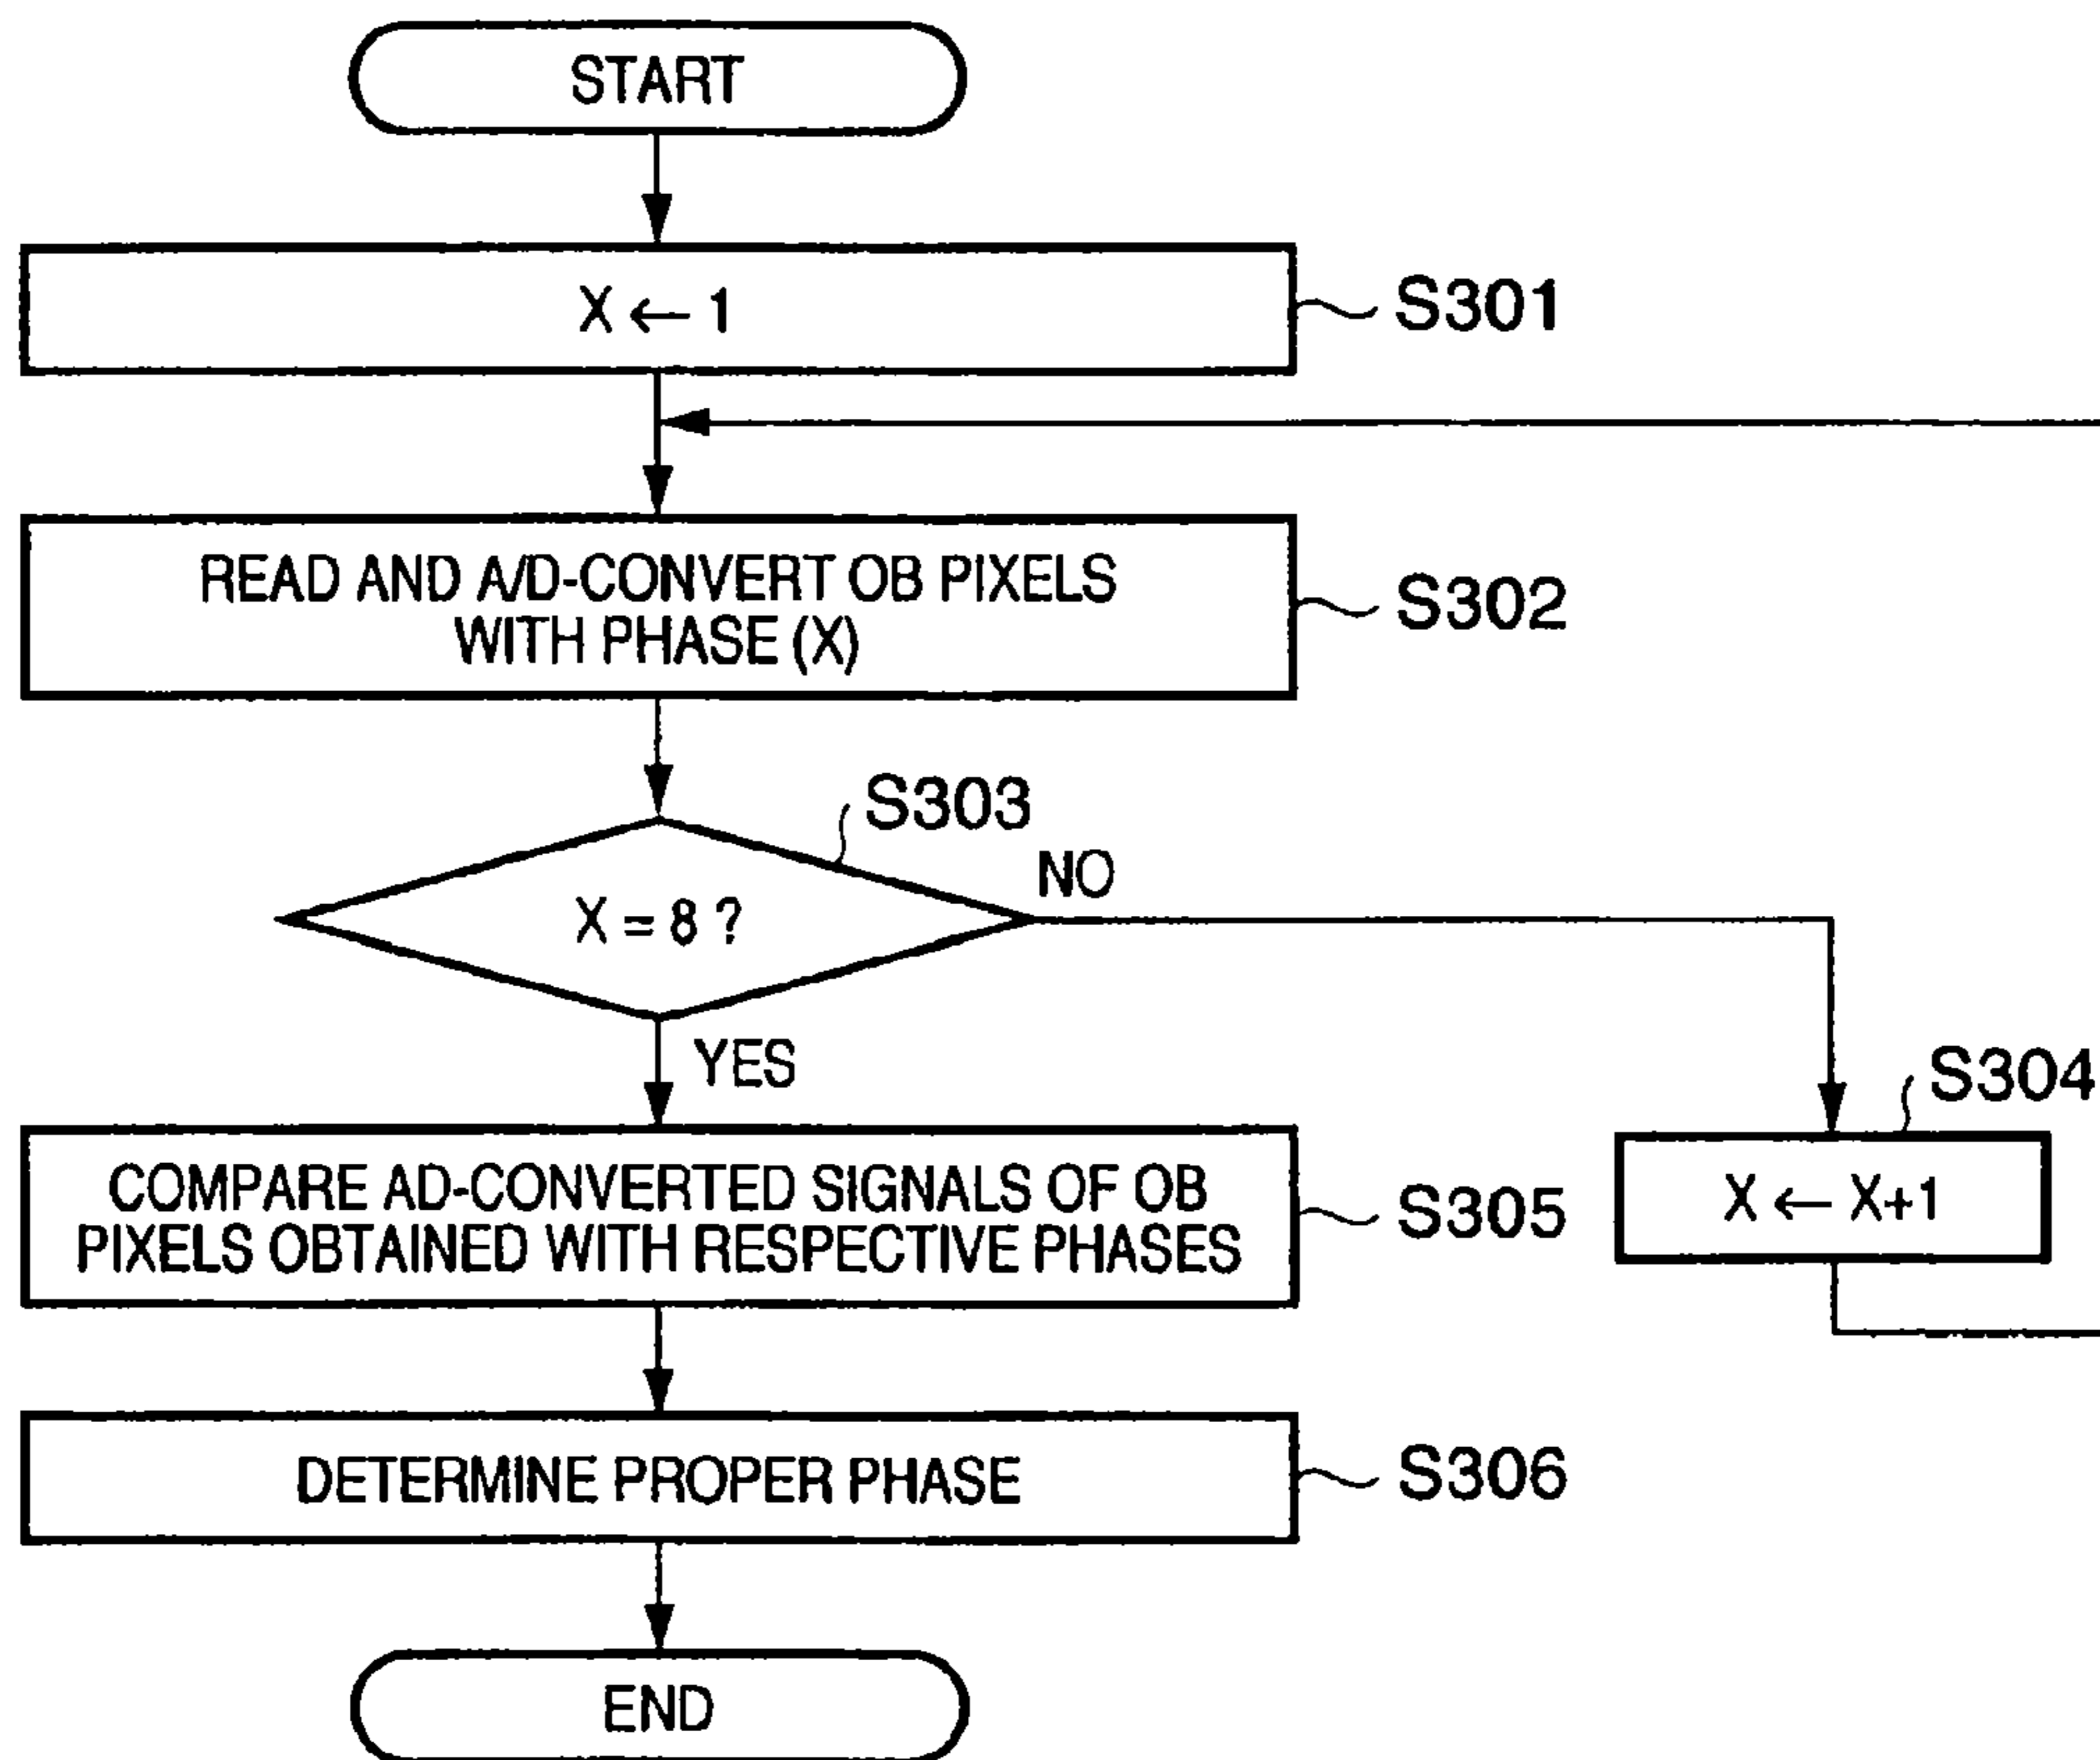 START
X ← 1
S301
READ AND A/D-CONVERT OB PIXELS
WITH PHASE (X)
S302
S303
X = 8 ?
NO
YES
S304
X ← X+1
COMPARE AD-CONVERTED SIGNALS OF OB
PIXELS OBTAINED WITH RESPECTIVE PHASES
S305
DETERMINE PROPER PHASE
S306
END